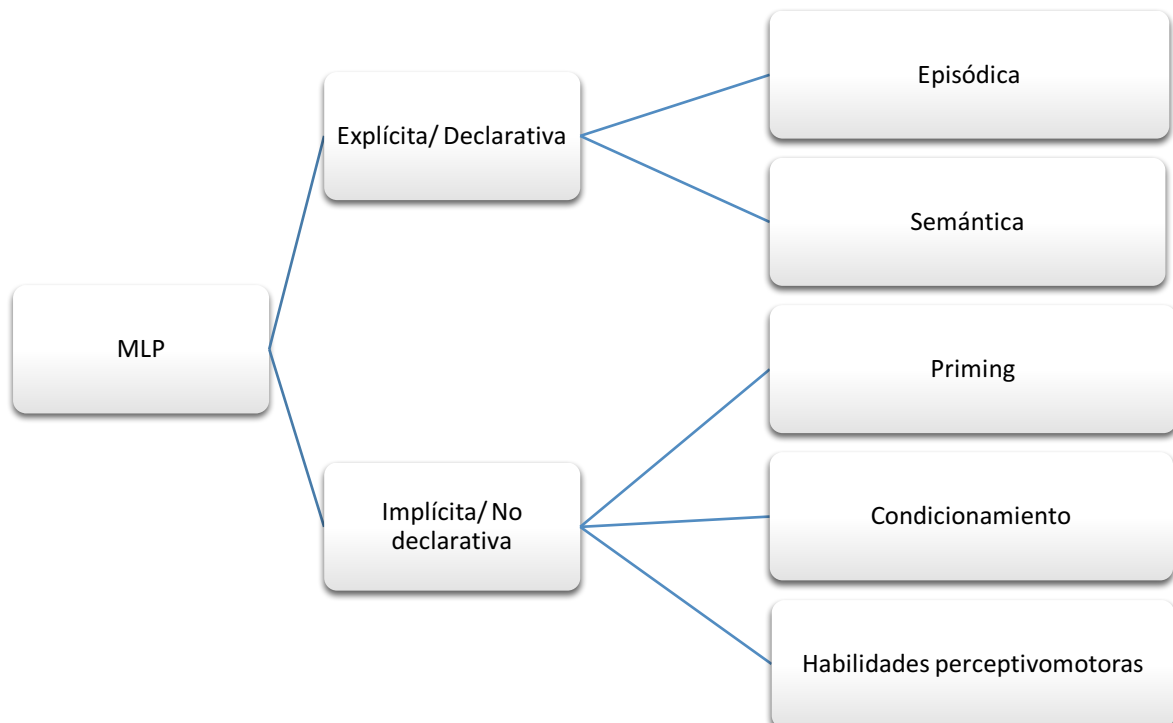 MLP
Explícita/ Declarativa
Episódica
Semántica
Implícita/ No
declarativa
Priming
Condicionamiento
Habilidades perceptivomotoras